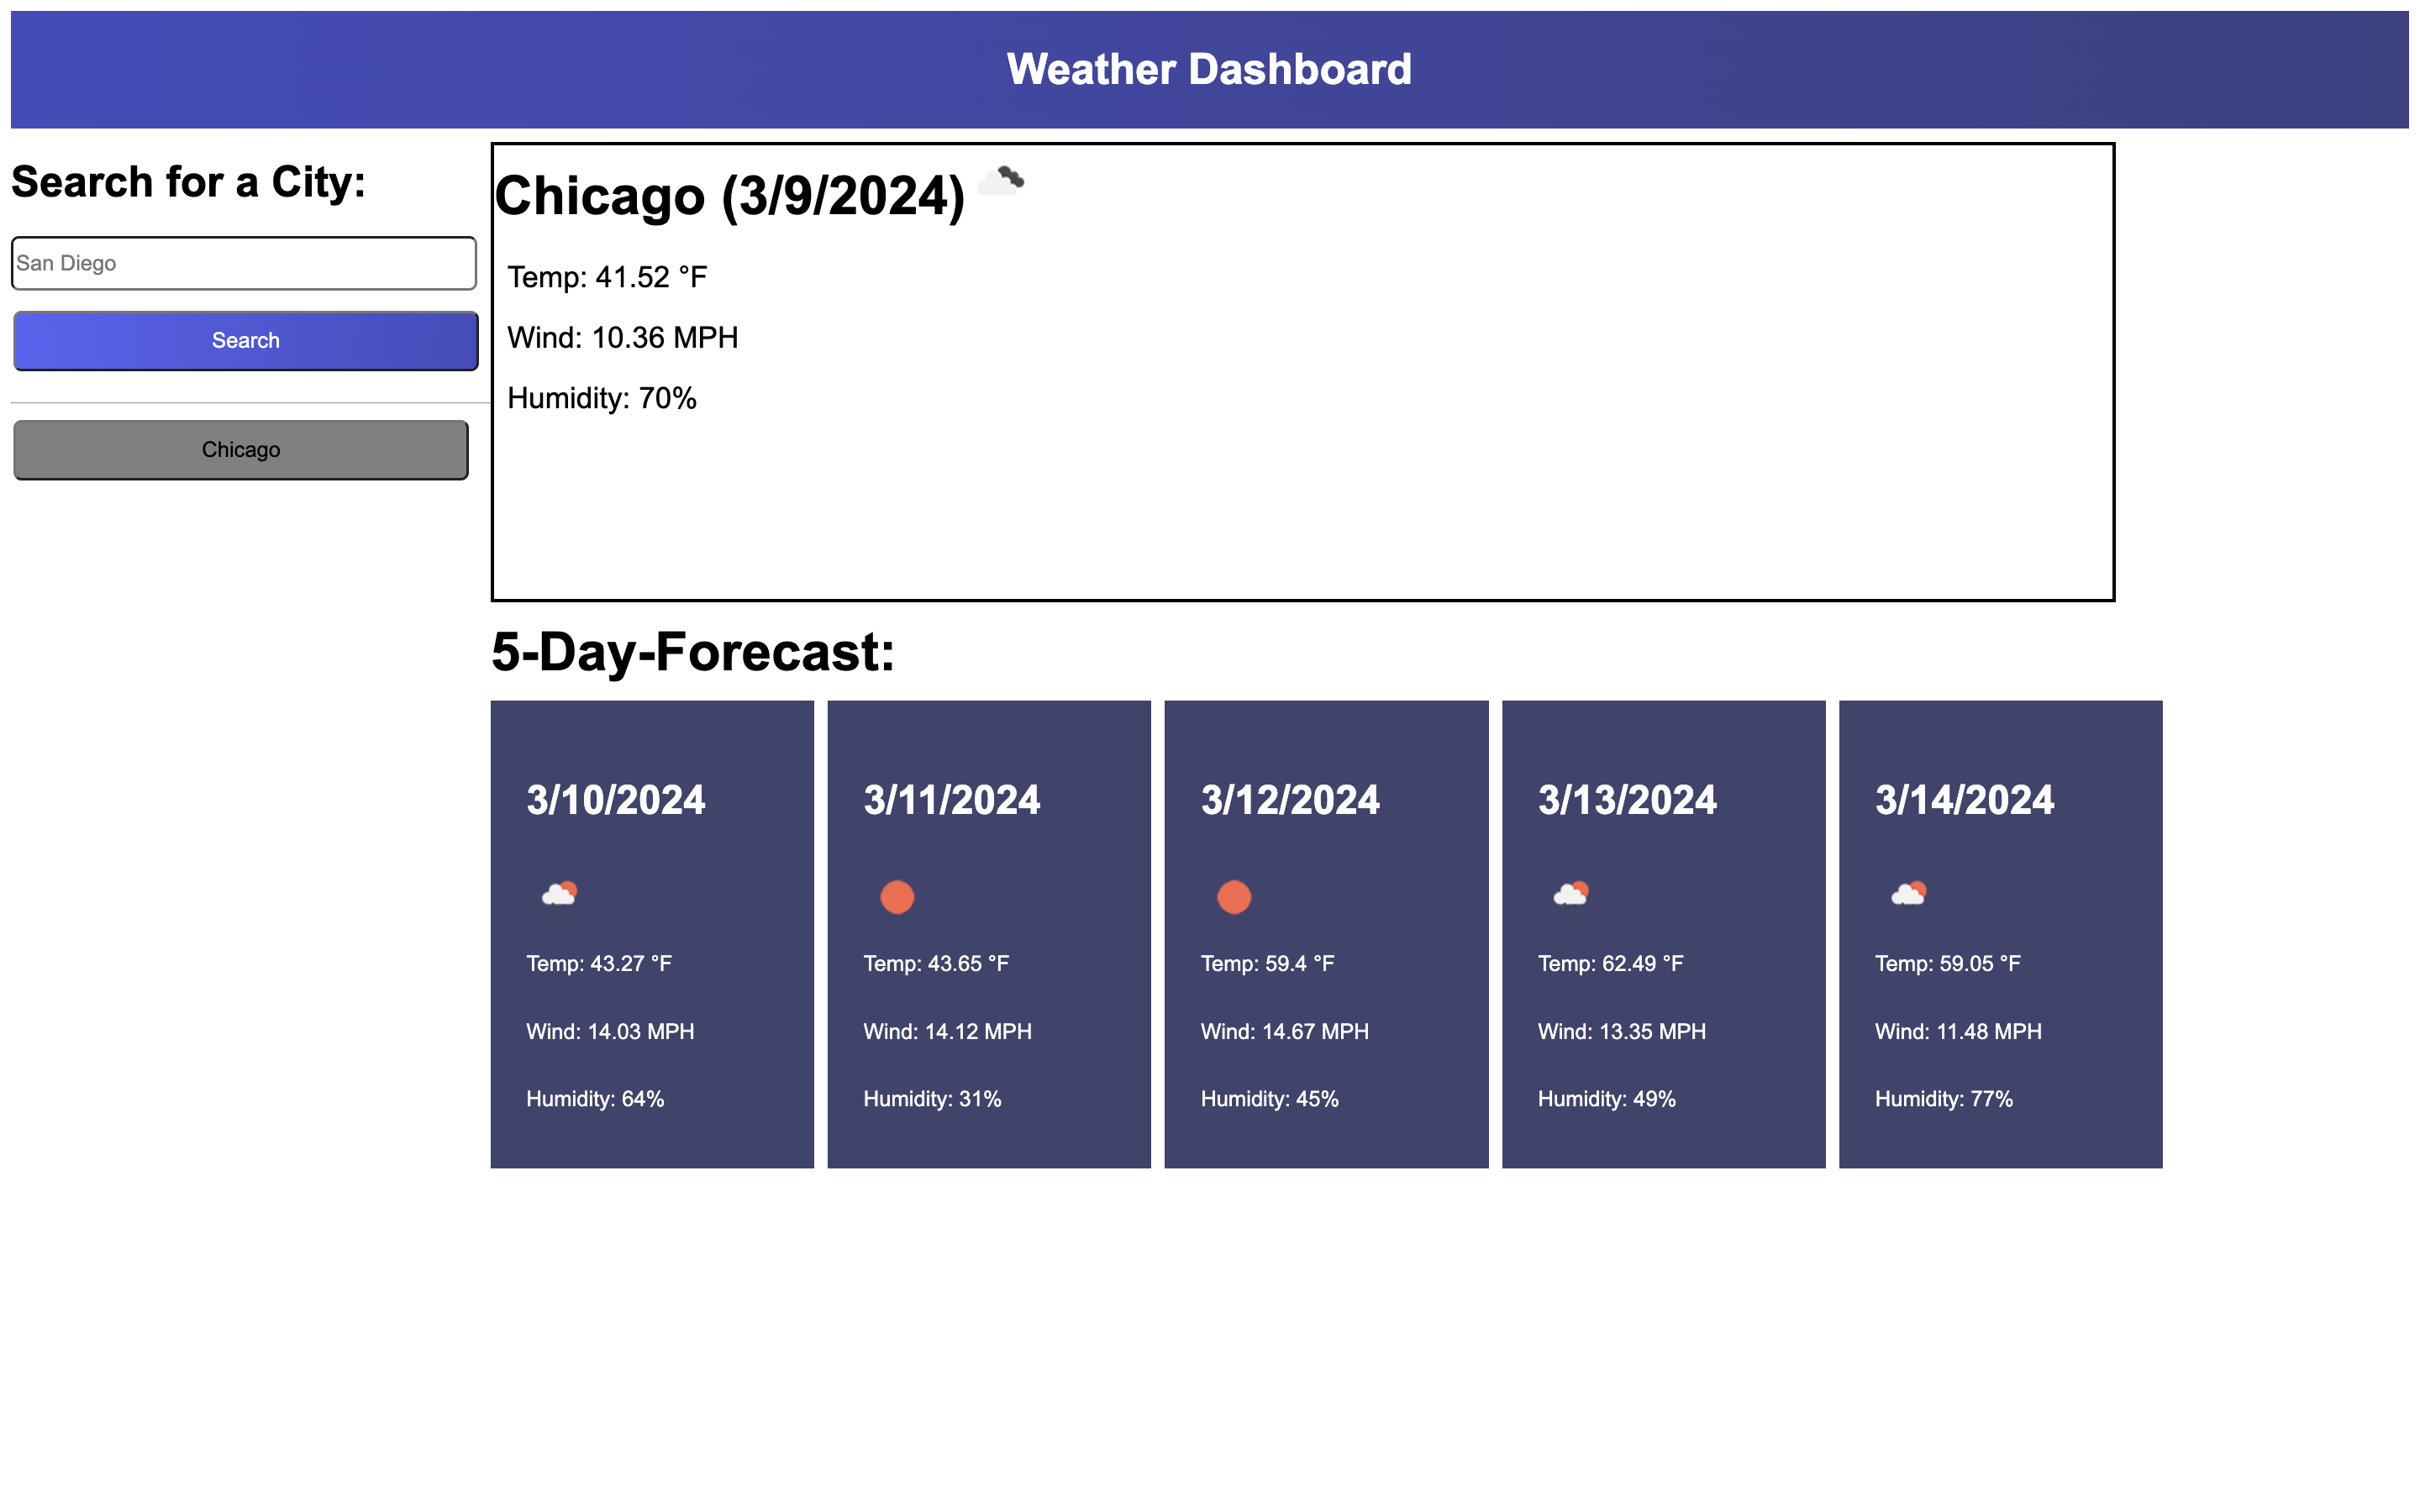 Weather Dashboard
Search for a City:
San Diego
Search
Chicago
Chicago (3/9/2024)
Temp: 41.52 °F
Wind: 10.36 MPH
Humidity: 70%
5-Day-Forecast:
3/10/2024
Temp: 43.27 °F
Wind: 14.03 MPH
Humidity: 64%
3/11/2024
Temp: 43.65 °F
Wind: 14.12 MPH
Humidity: 31%
3/12/2024
Temp: 59.4 °F
Wind: 14.67 MPH
Humidity: 45%
3/13/2024
Temp: 62.49 °F
Wind: 13.35 MPH
Humidity: 49%
3/14/2024
Temp: 59.05 °F
Wind: 11.48 MPH
Humidity: 77%